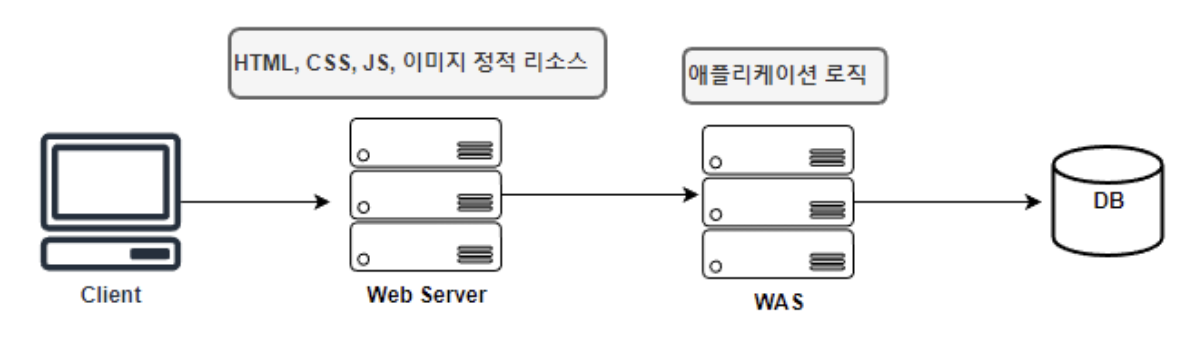 HTML, CSS, JS, 이미지 정적 리소스
애플리케이션 로직
DB
Client
Web Server
WAS